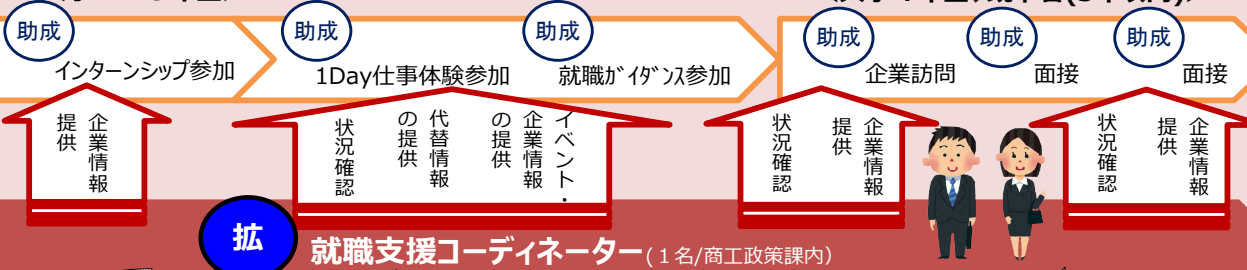 助成
助成
助成
助成
助成
助成
インターンシップ参加
1Day仕事体験参加
就職ガイダンス参加
企業訪問
面接
面接
企業情報
提供
イベント・
企業情報
の提供
代替情報
の提供
状況確認
企業情報
提供
状況確認
企業情報
提供
状況確認
拡
就職支援コーディネーター(1名/商工政策課内)